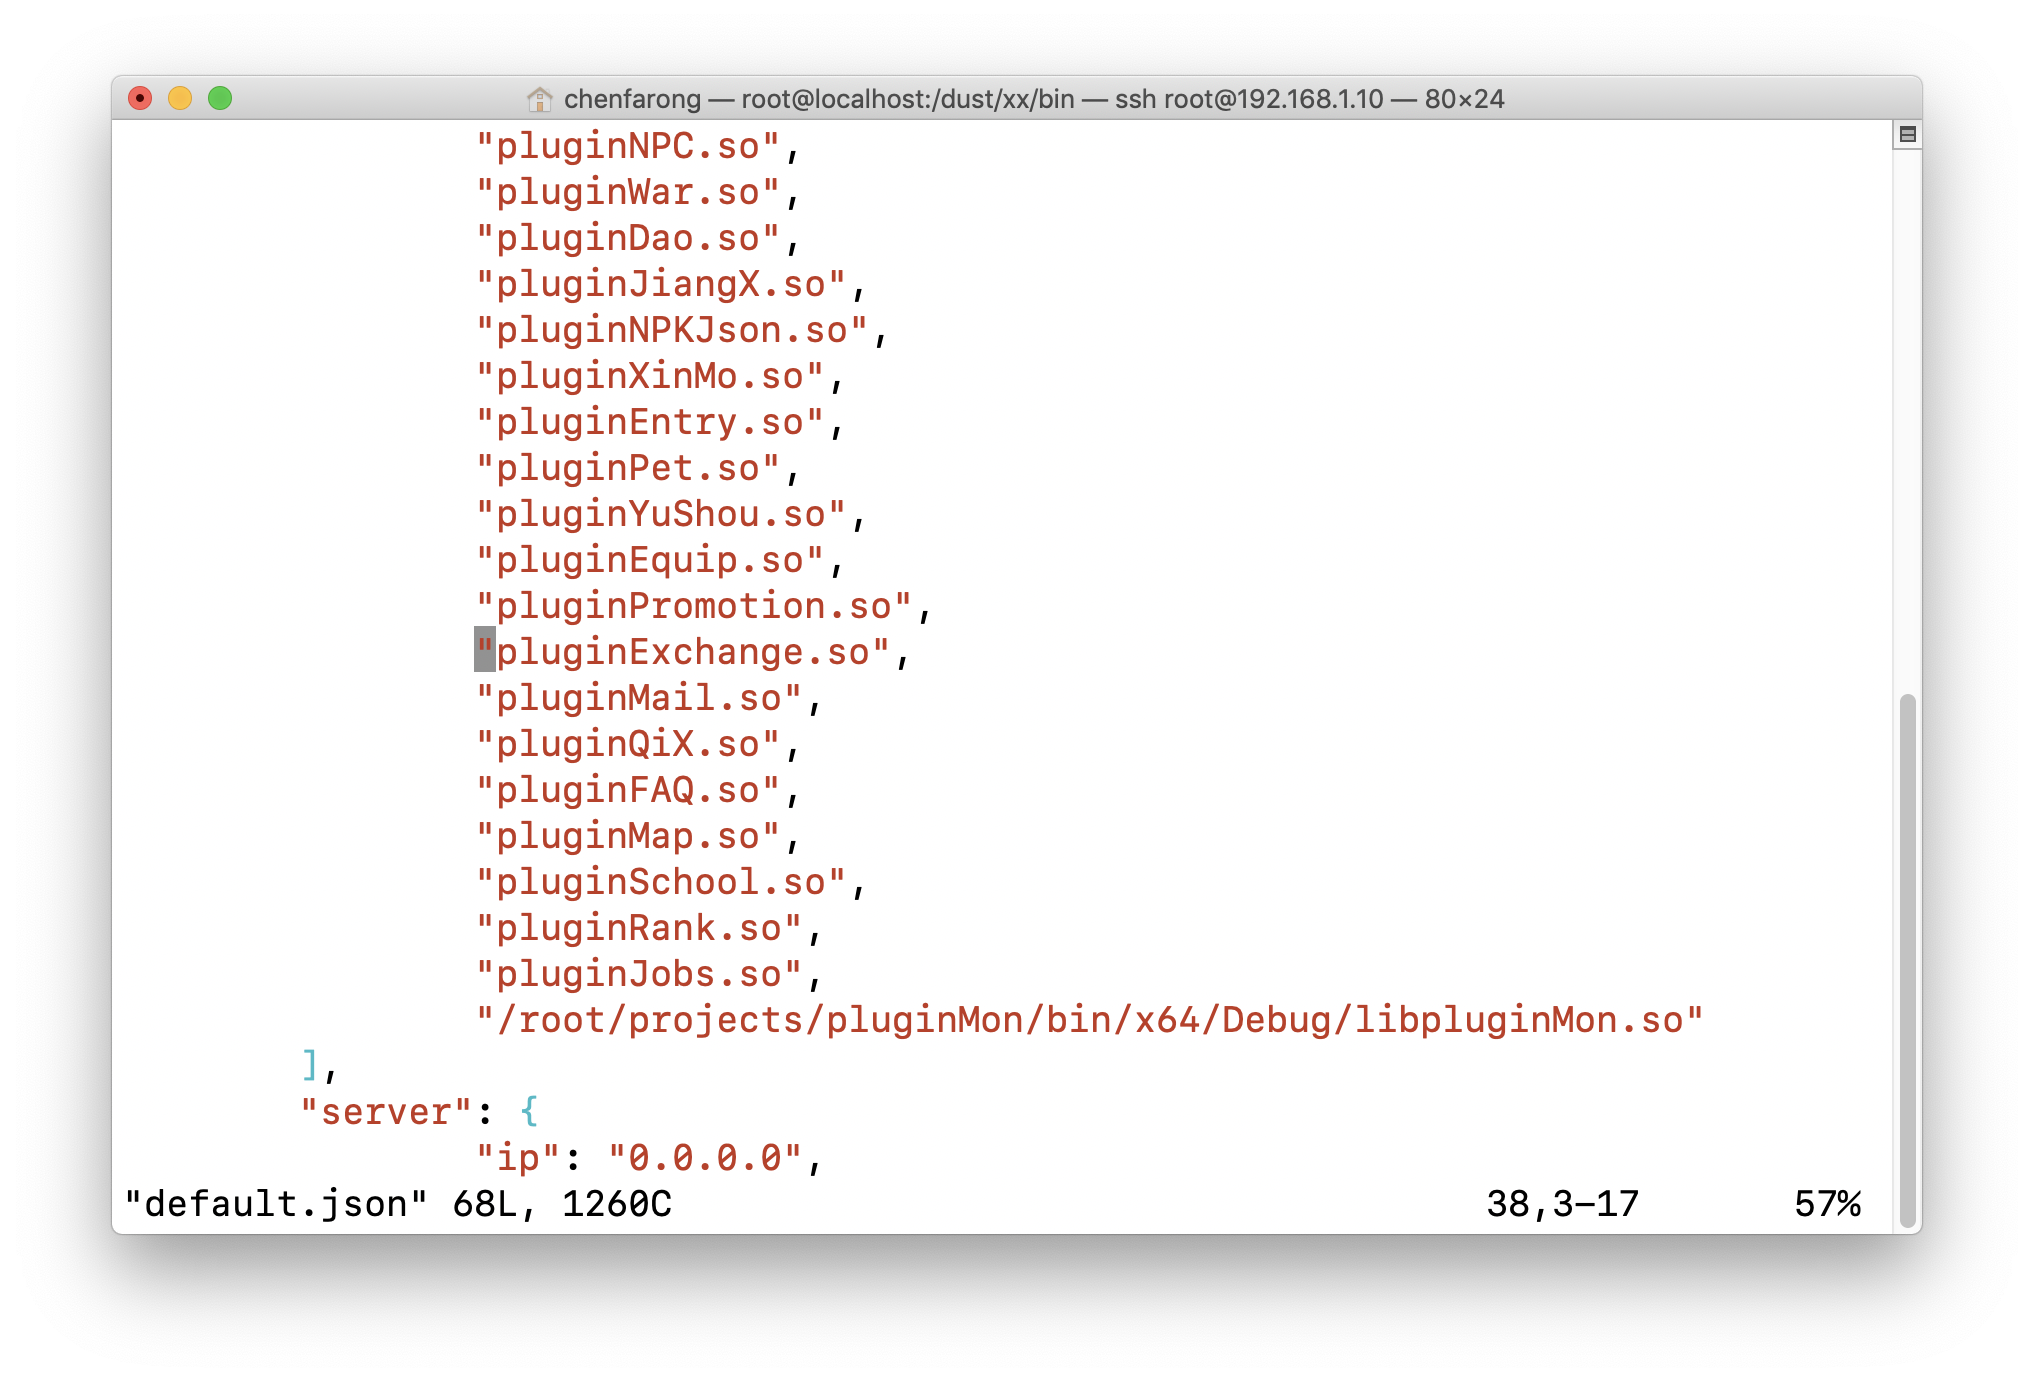 chenfarong — root@localhost:/dust/xx/bin — ssh root@192.168.1.10 — 80×24
"pluginNPC.so",
"pluginWar.so",
"pluginDao.so",
"pluginJiangX.so",
"pluginNPKJson.so",
"pluginXinMo.so",
"pluginEntry.so",
"pluginPet.so",
"pluginYuShou.so",
"pluginEquip.so",
"pluginPromotion.so",
"pluginExchange.so",
"pluginMail.so",
"pluginQiX.so",
"pluginFAQ.so",
"pluginMap.so",
"pluginSchool.so",
"pluginRank.so",
"pluginJobs.so",
"/root/projects/pluginMon/bin/x64/Debug/libpluginMon.so"
],
"server": {
"ip": "0.0.0.0",
"default.json" 68L, 1260C 38,3-17 57%